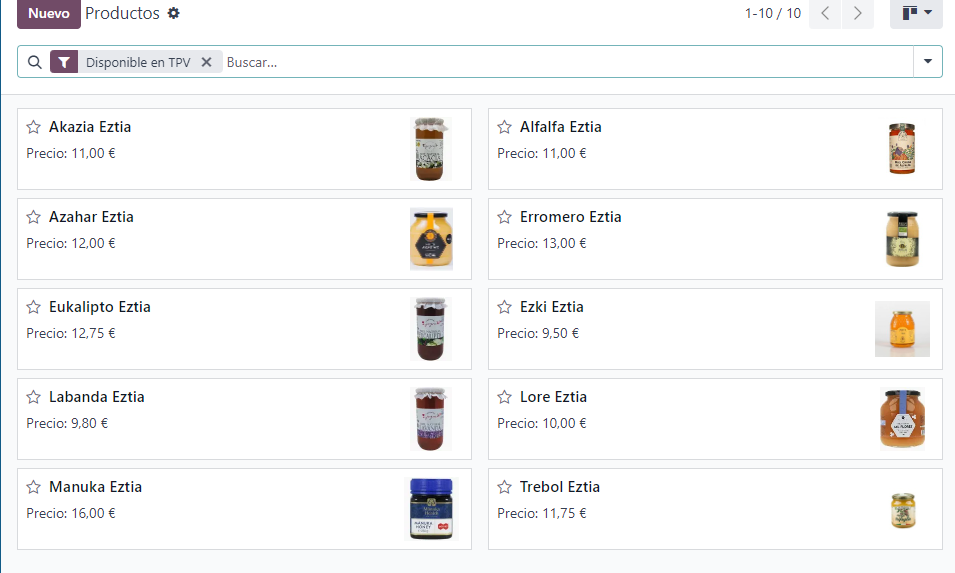 Nuevo Productos 1-10 / 10
Disponible en TPV Buscar...
Akazia Eztia
Precio: 11,00 €
Alfalfa Eztia
Precio: 11,00 €
Azahar Eztia
Precio: 12,00 €
Erromero Eztia
Precio: 13,00 €
Eukalipto Eztia
Precio: 12,75 €
Ezki Eztia
Precio: 9,50 €
Labanda Eztia
Precio: 9,80 €
Lore Eztia
Precio: 10,00 €
Manuka Eztia
Precio: 16,00 €
MANUKA
HONEY
Trebol Eztia
Precio: 11,75 €